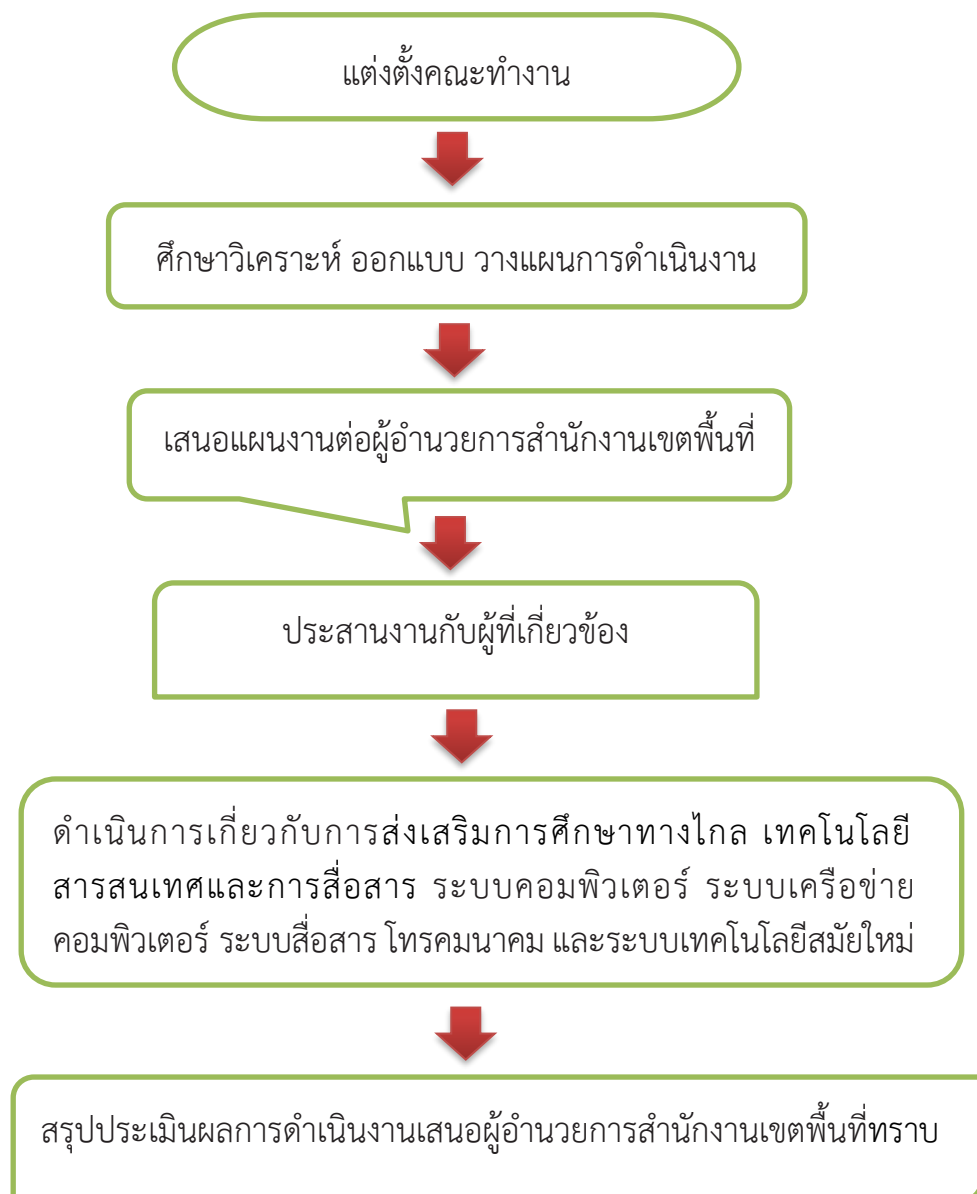 แต่งตั้งคณะทำงาน
ศึกษาวิเคราะห์ ออกแบบ วางแผนการดำเนินงาน
เสนอแผนงานต่อผู้อำนวยการสำนักงานเขตพื้นที่
ประสานงานกับผู้ที่เกี่ยวข้อง
ดำเนินการเกี่ยวกับการส่งเสริมการศึกษาทางไกล เทคโนโลยี
สารสนเทศและการสื่อสาร ระบบคอมพิวเตอร์ ระบบเครือข่าย
คอมพิวเตอร์ ระบบสื่อสาร โทรคมนาคม และระบบเทคโนโลยีสมัยใหม่
สรุปประเมินผลการดำเนินงานเสนอผู้อำนวยการสำนักงานเขตพื้นที่ทราบ